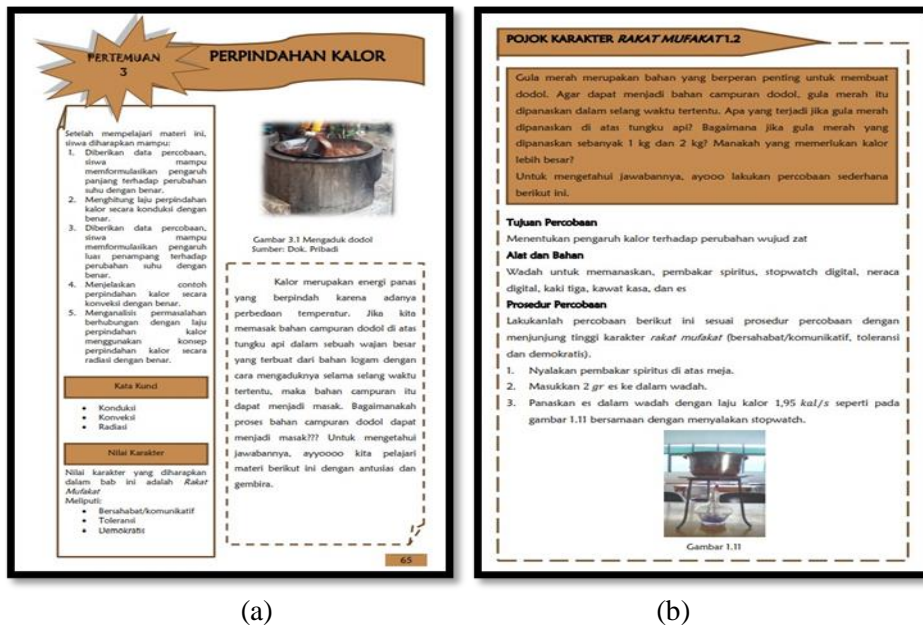 PERTEMUAN
3
PERPINDAHAN KALOR
Setelah mempelajari materi ini,
siswa diharapkan mampu:
1. Diberikan data percobaan,
siswa mampu
memformulasikan pengaruh
panjang terhadap perubahan
suhu dengan benar.
2. Menghitung laju perpindahan
kalor secara konduksi dengan
benar.
3. Diberikan data percobaan,
siswa mampu
memformulasikan pengaruh
luas penampang terhadap
perubahan suhu dengan
benar.
4. Menjelaskan contoh
perpindahan kalor secara
konveksi dengan benar.
5. Menganalisis permasalahan
berhubungan dengan laju
perpindahan kalor
menggunakan konsep
perpindahan kalor secara
radiasi dengan benar.
Kata Kunci
• Konduksi
• Konveksi
• Radiasi
Nilai Karakter
Nilai karakter yang diharapkan
dalam bab ini adalah Rakat
Mufakat
Meliputi:
• Bersahabat/komunikatif
• Toleransi
• Demokratis
Gambar 3.1 Mengaduk dodol
Sumber: Dok. Pribadi
Kalor merupakan energi panas
yang berpindah karena adanya
perbedaan temperatur. Jika kita
memasak bahan campuran dodol di atas
tungku api dalam sebuah wajan besar
yang terbuat dari bahan logam dengan
cara mengaduknya selama selang waktu
tertentu, maka bahan campuran itu
dapat menjadi masak. Bagaimanakah
proses bahan campuran dodol dapat
menjadi masak??? Untuk mengetahui
jawabannya, ayyoooo kita pelajari
materi berikut ini dengan antusias dan
gembira.
65
POJOK KARAKTER RAKAT MUFAKAT 1.2
Gula merah merupakan bahan yang berperan penting untuk membuat
dodol. Agar dapat menjadi bahan campuran dodol, gula merah itu
dipanaskan dalam selang waktu tertentu. Apa yang terjadi jika gula merah
dipanaskan di atas tungku api? Bagaimana jika gula merah yang
dipanaskan sebanyak 1 kg dan 2 kg? Manakah yang memerlukan kalor
lebih besar?
Untuk mengetahui jawabannya, ayooo lakukan percobaan sederhana
berikut ini.
Tujuan Percobaan
Menentukan pengaruh kalor terhadap perubahan wujud zat
Alat dan Bahan
Wadah untuk memanaskan, pembakar spiritus, stopwatch digital, neraca
digital, kaki tiga, kawat kasa, dan es
Prosedur Percobaan
Lakukanlah percobaan berikut ini sesuai prosedur percobaan dengan
menjunjung tinggi karakter rakat mufakat (bersahabat/komunikatif, toleransi
dan demokratis).
1. Nyalakan pembakar spiritus di atas meja.
2. Masukkan 2 gr es ke dalam wadah.
3. Panaskan es dalam wadah dengan laju kalor 1,95 kal/s seperti pada
gambar 1.11 bersamaan dengan menyalakan stopwatch.
Gambar 1.11
(a)
(b)